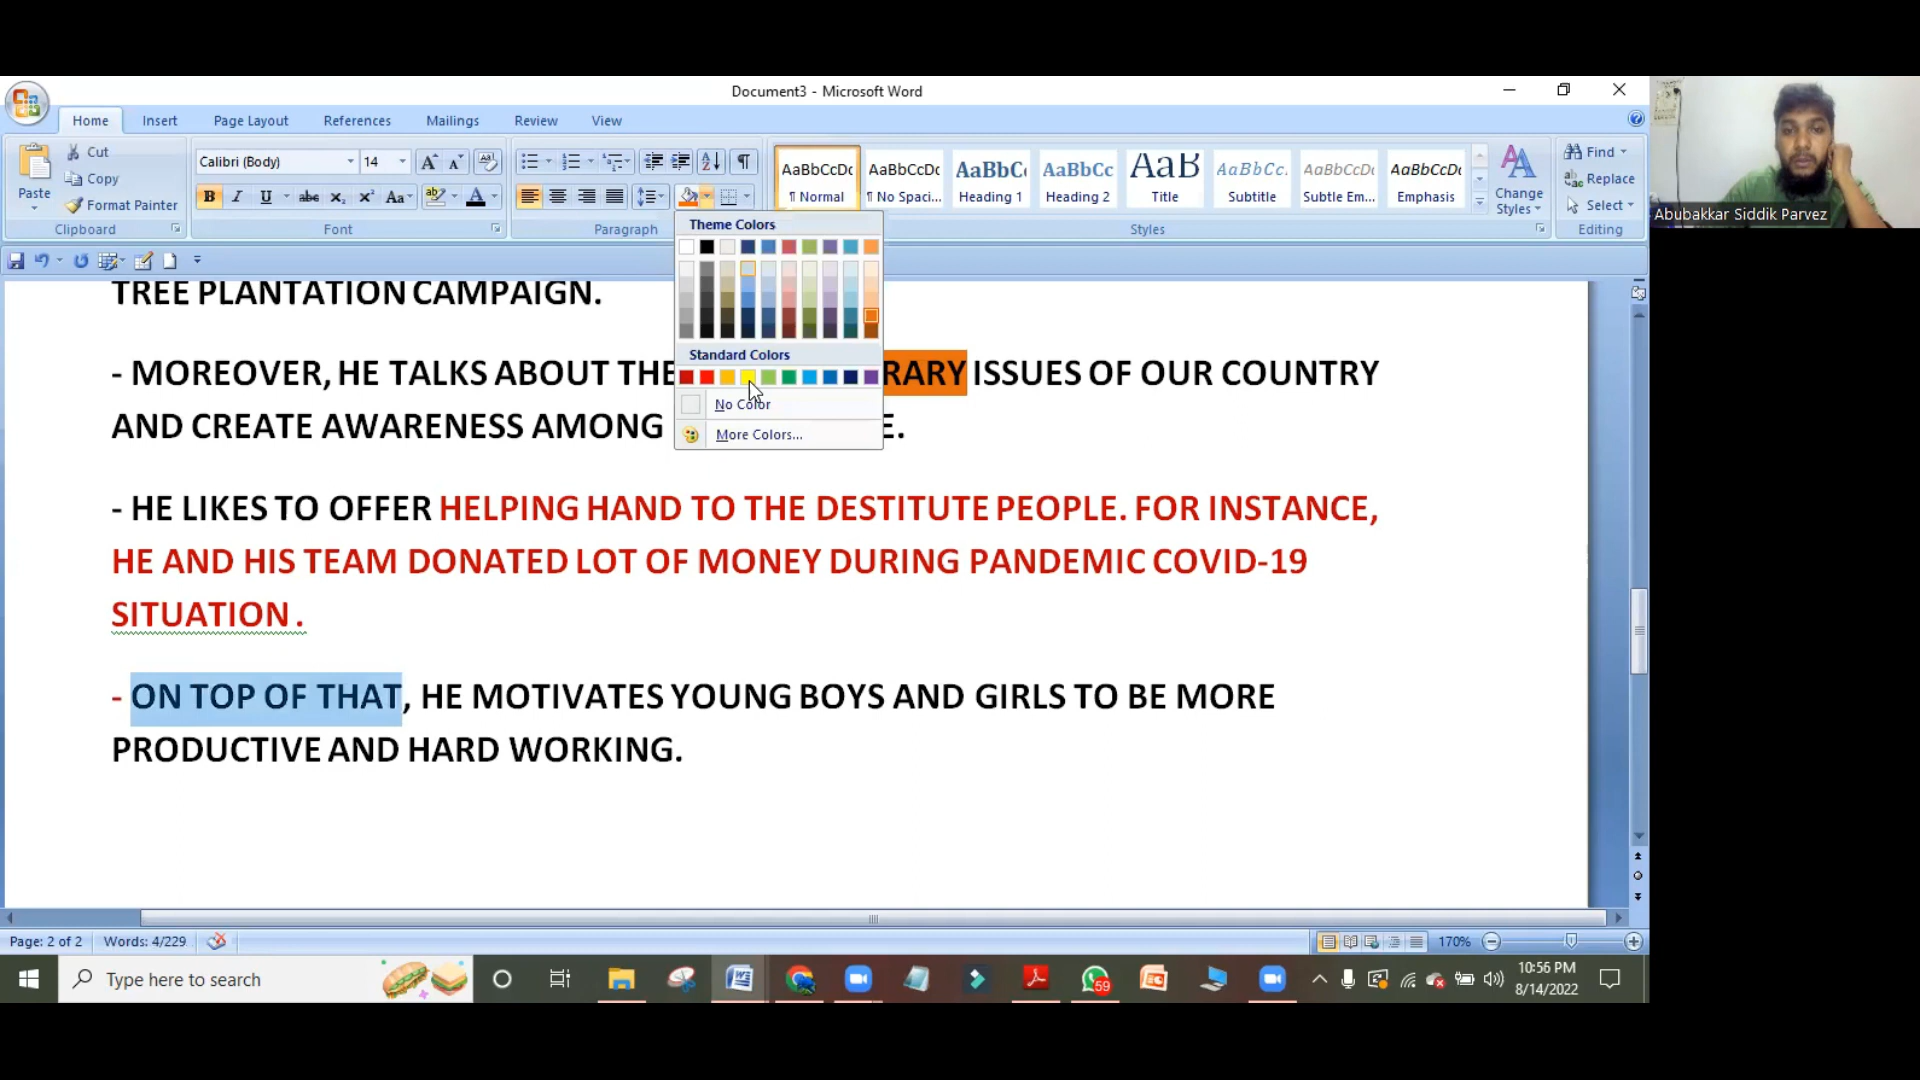 Document3 - Microsoft Word
Home Insert Page Layout References Mailings Review View
Paste
Cut
Copy
Format Painter
Clipboard
Calibri (Body) 14
Font
Paragraph
AaBbCcDc AaBbCcDc AaBbC AaBbCc AaB AaBbCc. AaBbCcDc AaBbCcDc
¶ Normal ¶ No Spaci... Heading 1 Heading 2 Title Subtitle Subtle Em... Emphasis
Change Styles
Styles
Find
Replace
Select
Editing
Abubakkar Siddik Parvez
Theme Colors
Standard Colors
No Color
More Colors...
TREE PLANTATION CAMPAIGN.
- MOREOVER, HE TALKS ABOUT THE RARY ISSUES OF OUR COUNTRY
AND CREATE AWARENESS AMONG E.
- HE LIKES TO OFFER HELPING HAND TO THE DESTITUTE PEOPLE. FOR INSTANCE,
HE AND HIS TEAM DONATED LOT OF MONEY DURING PANDEMIC COVID-19
SITUATION .
- ON TOP OF THAT, HE MOTIVATES YOUNG BOYS AND GIRLS TO BE MORE
PRODUCTIVE AND HARD WORKING.
Page: 2 of 2 Words: 4/229 170%
Type here to search
59
10:56 PM
8/14/2022